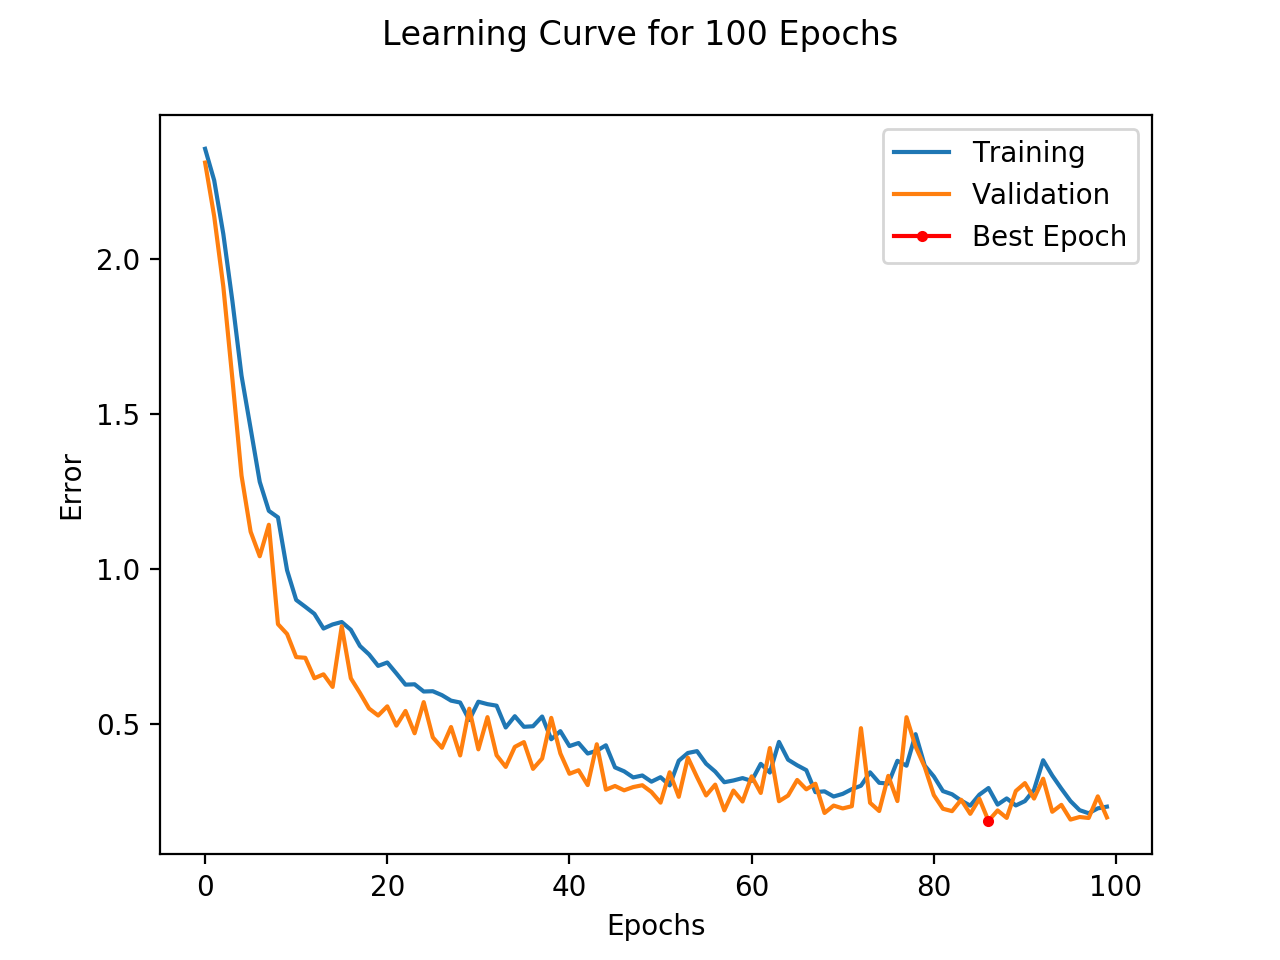 Learning Curve for 100 Epochs
Training
Validation
Best Epoch
2.0
1.5
1.0
0.5
Error
0 20 40 60 80 100
Epochs